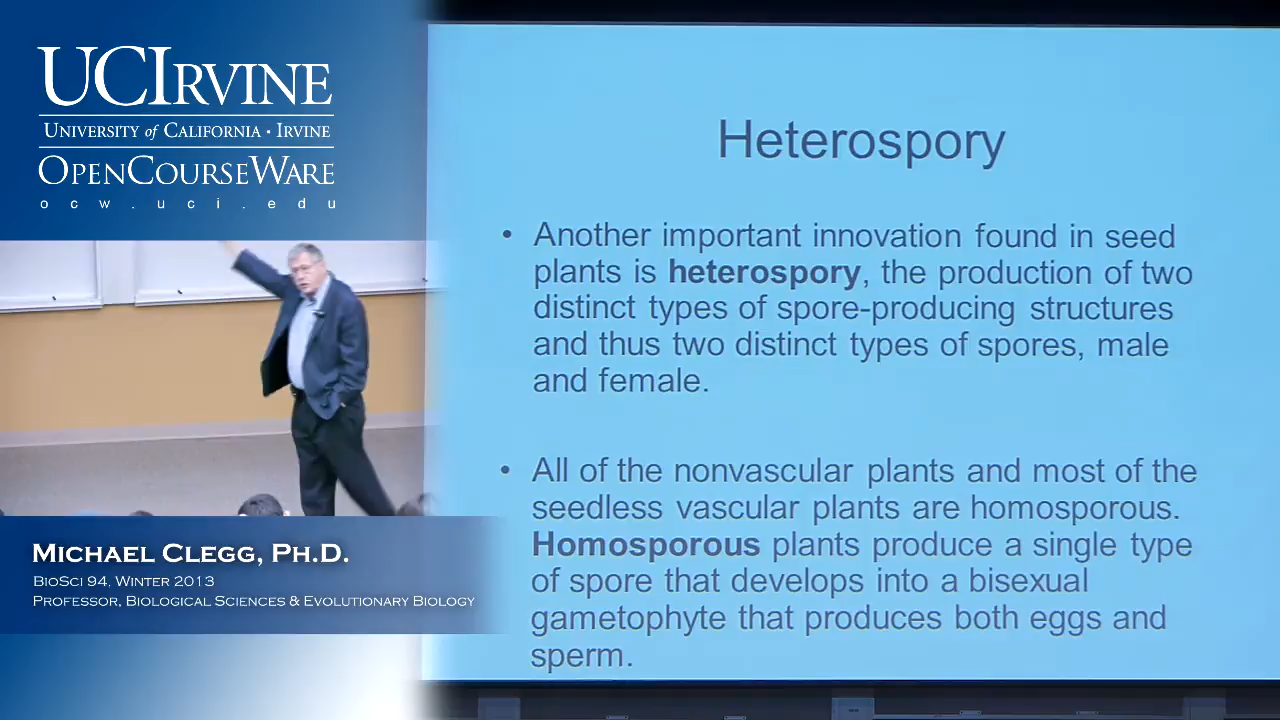 UCIRVINE
UNIVERSITY of CALIFORNIA • IRVINE
OPENCOURSEWARE
ocw.uci.edu
Heterospory
• Another important innovation found in seed
plants is heterospory, the production of two
distinct types of spore-producing structures
and thus two distinct types of spores, male
and female.
• All of the nonvascular plants and most of the
seedless vascular plants are homosporous.
Homosporous plants produce a single type
of spore that develops into a bisexual
gametophyte that produces both eggs and
sperm.
MICHAEL CLEGG, PH.D.
BIOSCI 94, WINTER 2013
PROFESSOR, BIOLOGICAL SCIENCES & EVOLUTIONARY BIOLOGY